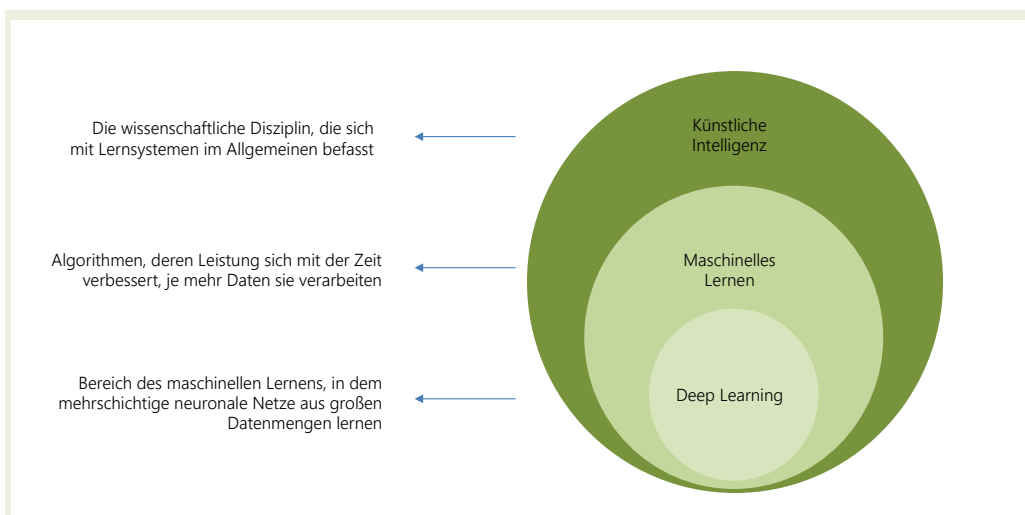 Die wissenschaftliche Disziplin, die sich
mit Lernsystemen im Allgemeinen befasst
Künstliche
Intelligenz
Algorithmen, deren Leistung sich mit der Zeit
verbessert, je mehr Daten sie verarbeiten
Maschinelles
Lernen
Bereich des maschinellen Lernens, in dem
mehrschichtige neuronale Netze aus großen
Datenmengen lernen
Deep Learning